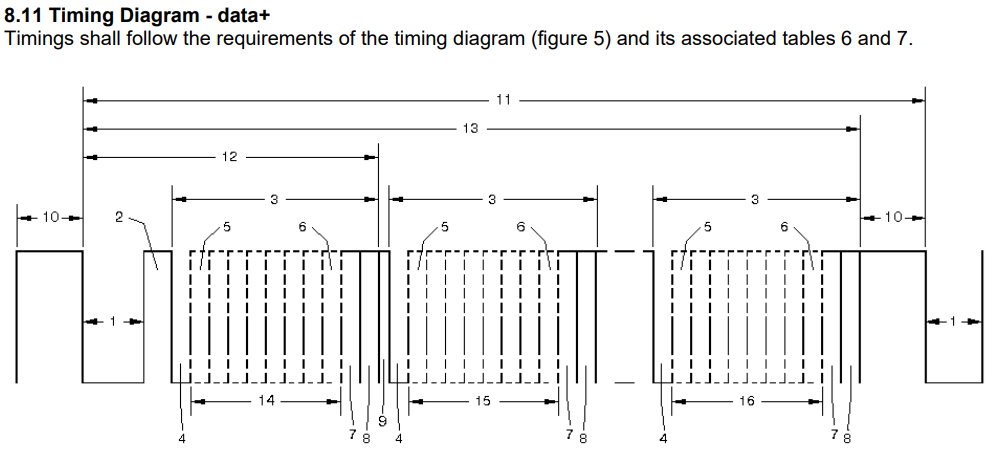 8.11 Timing Diagram - data+
Timings shall follow the requirements of the timing diagram (figure 5) and its associated tables 6 and 7.
11
13
12
3 3 3
10 2 5 6 5 6 5 6 10
1 1
14 15 16
9
4 7 8 4 7 8 4 7 8